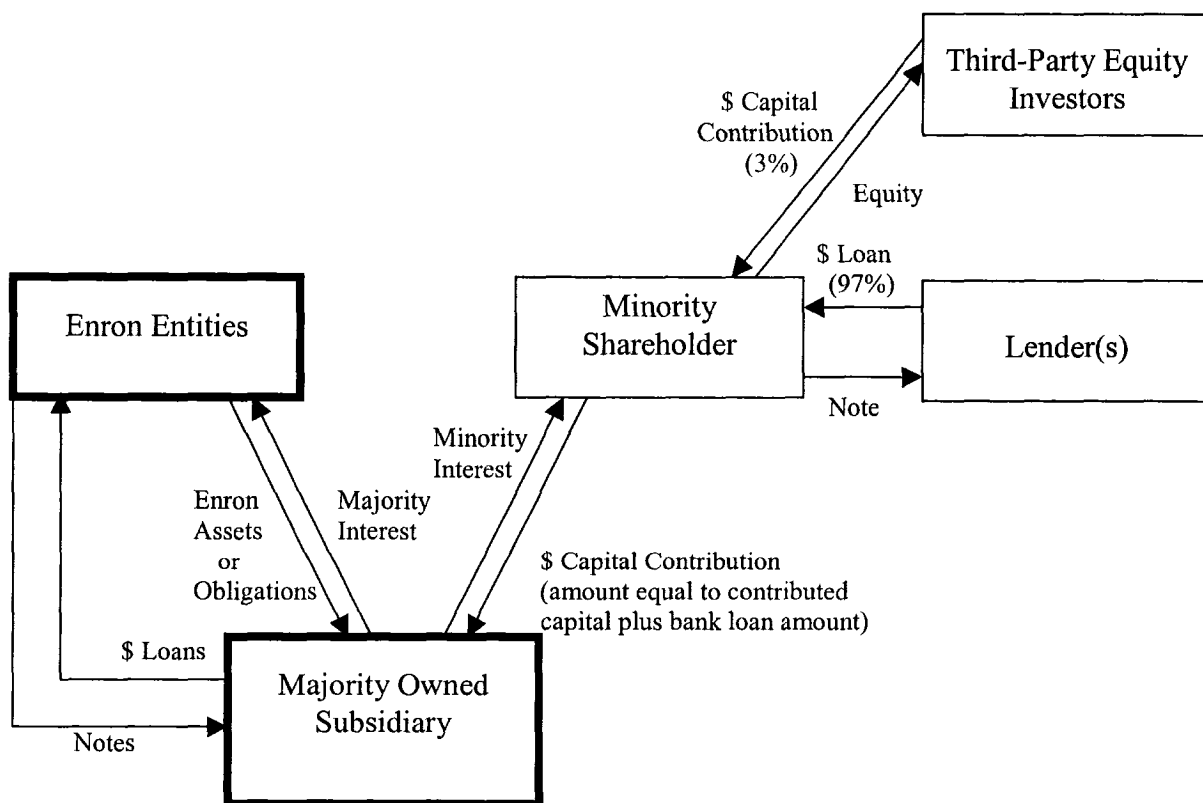 Third-Party Equity
Investors
$ Capital
Contribution
(3%)
Equity
$ Loan
(97%)
Enron Entities
Minority
Shareholder
Lender(s)
Note
Minority
Interest
Enron
Assets
or
Obligations
Majority
Interest
$ Capital Contribution
(amount equal to contributed
capital plus bank loan amount)
$ Loans
Majority Owned
Subsidiary
Notes